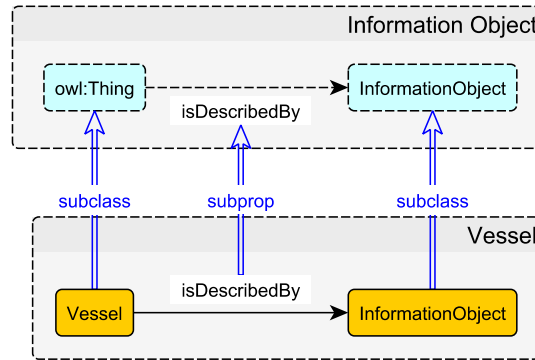 Information Object
owl:Thing
InformationObject
isDescribedBy
subclass
subprop
subclass
Vessel
isDescribedBy
Vessel
InformationObject